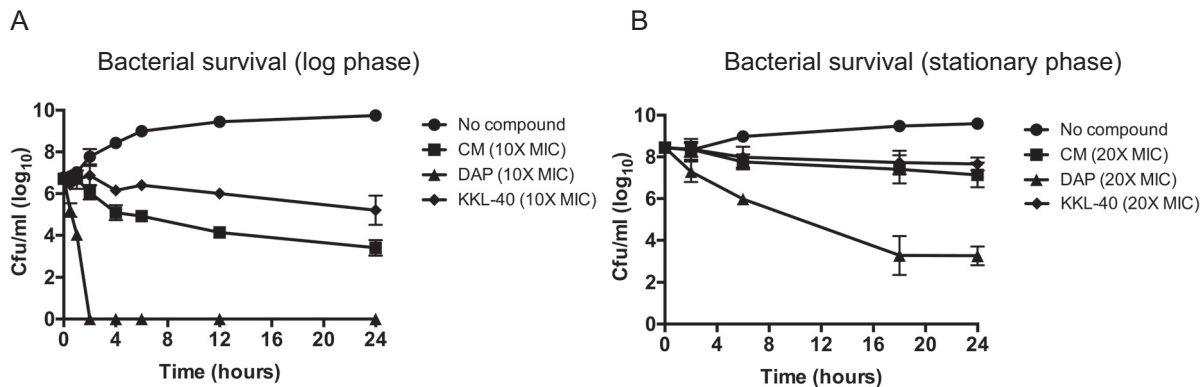 A
Bacterial survival (log phase)
Cfu/ml (log₁₀)
10
8
6
4
2
0
0 4 8 12 16 20 24
Time (hours)
No compound
CM (10X MIC)
DAP (10X MIC)
KKL-40 (10X MIC)
B
Bacterial survival (stationary phase)
Cfu/ml (log₁₀)
10
8
6
4
2
0
0 4 8 12 16 20 24
Time (hours)
No compound
CM (20X MIC)
DAP (20X MIC)
KKL-40 (20X MIC)